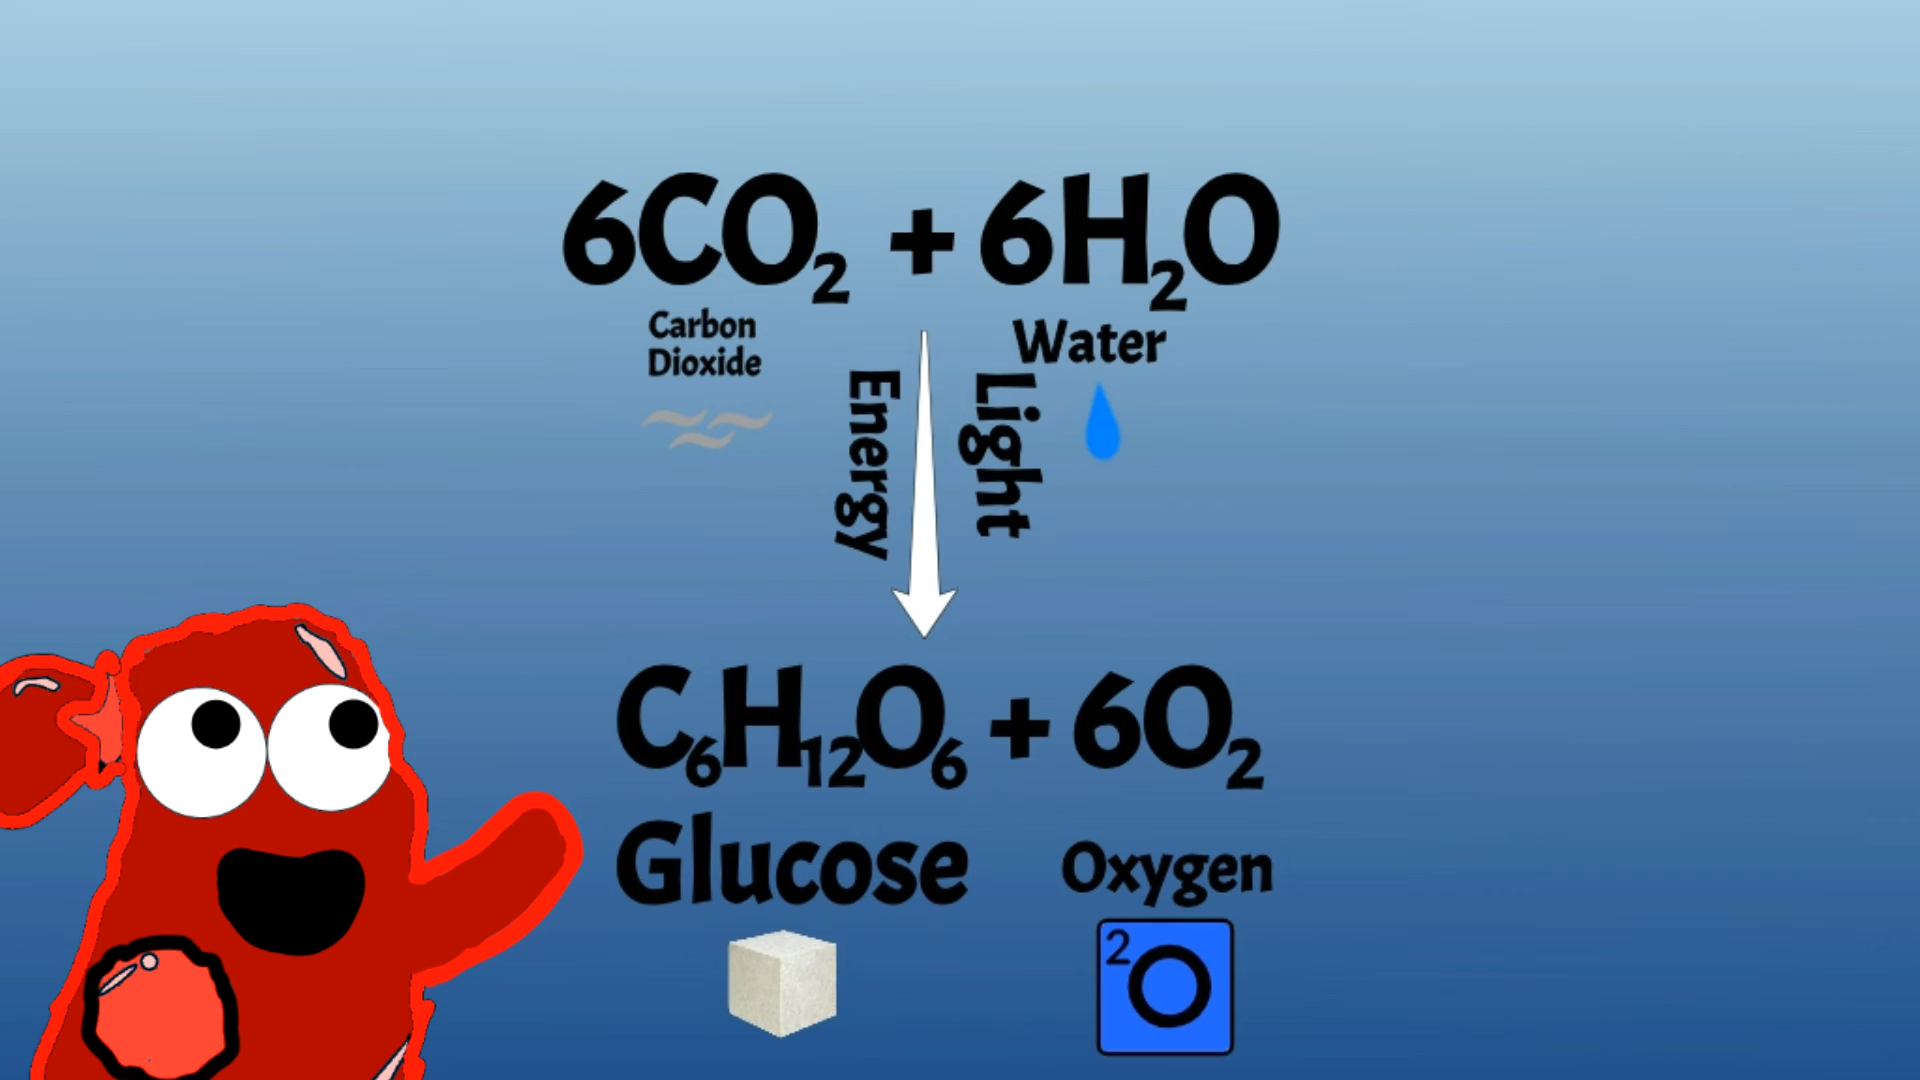 6CO₂ + 6H₂O
Carbon
Dioxide
Water
Energy
Light
C₆H₁₂O₆ + 6O₂
Glucose
Oxygen
2
O